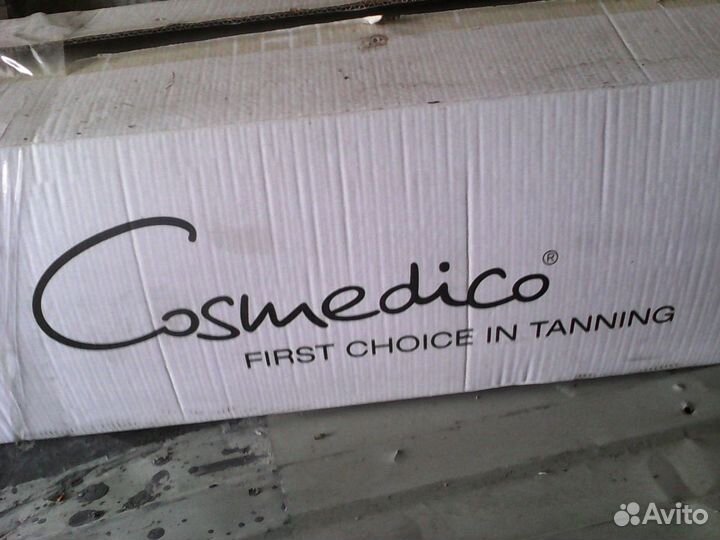 Cosmedico®
FIRST CHOICE IN TANNING
Avito